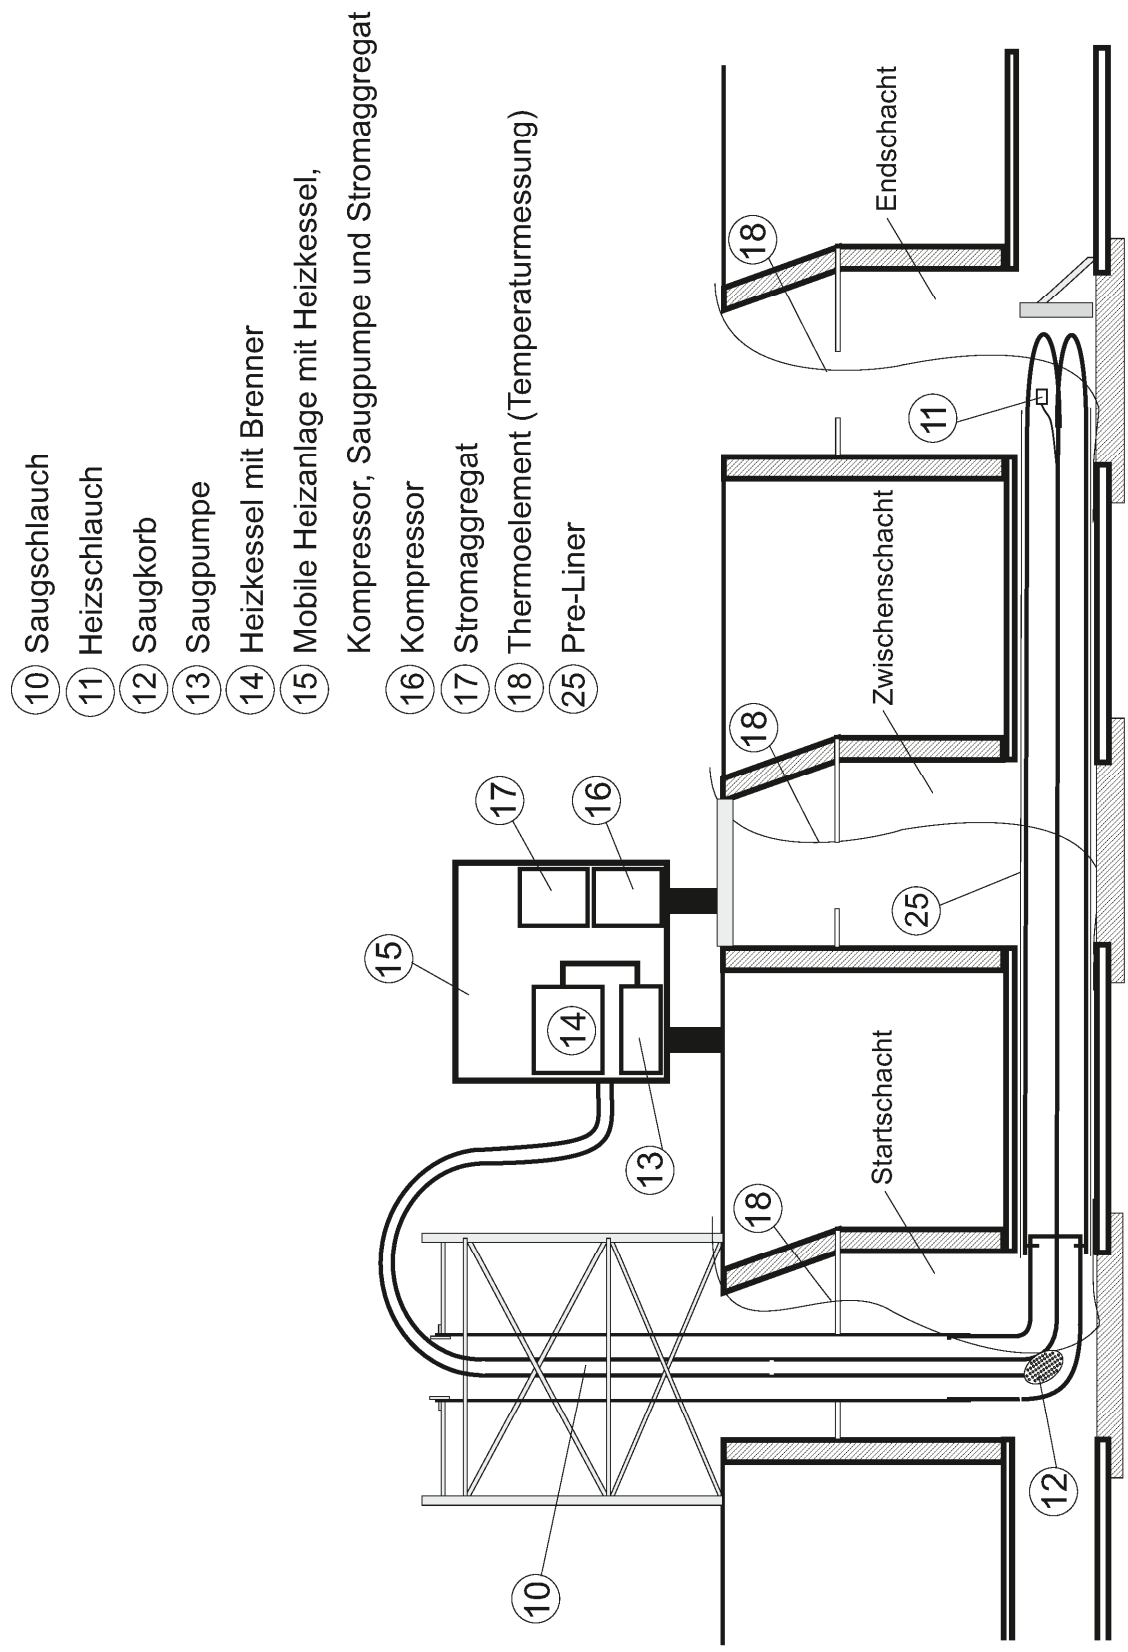 10 Saugschlauch
11 Heizschlauch
12 Saugkorb
13 Saugpumpe
14 Heizkessel mit Brenner
15 Mobile Heizanlage mit Heizkessel,
Kompressor, Saugpumpe und Stromaggregat
16 Kompressor
17 Stromaggregat
18 Thermoelement (Temperaturmessung)
25 Pre-Liner
15
17
16
14
13
10
18
18
18
Startschacht
Zwischenschacht
Endschacht
25
11
12